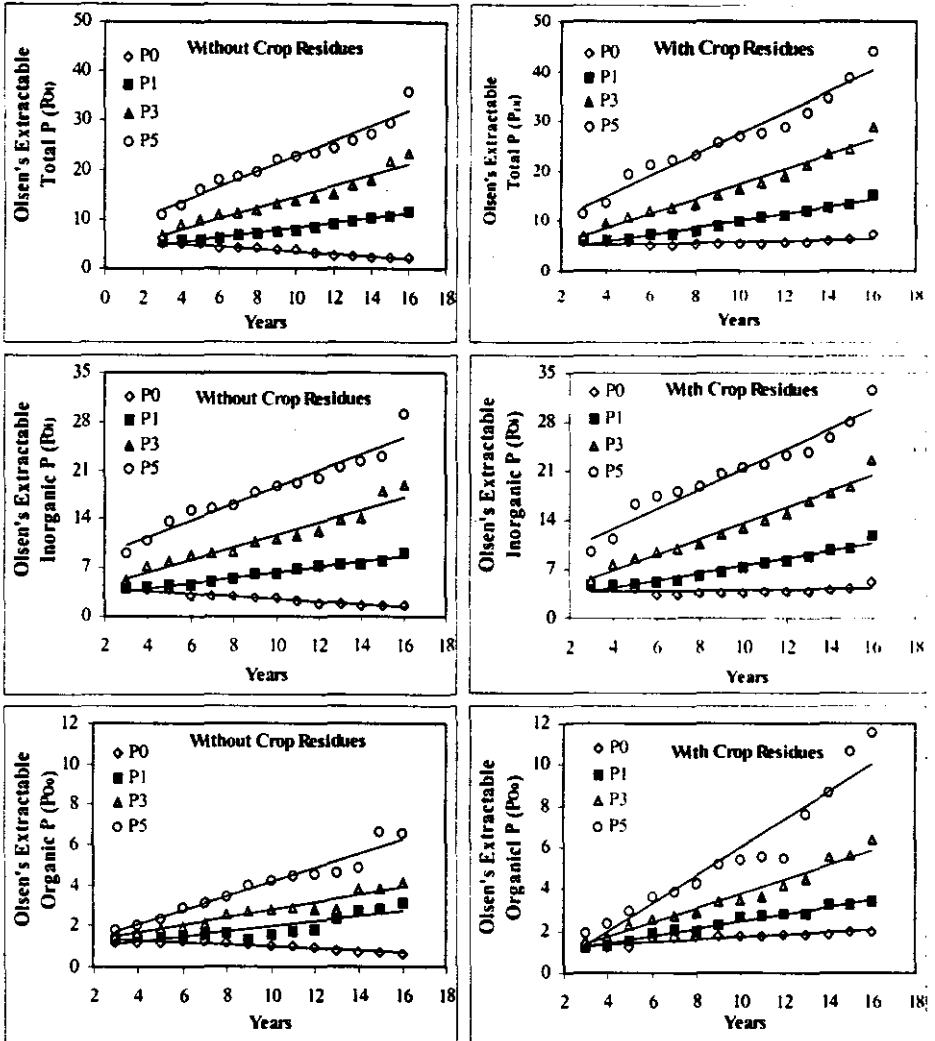 Without Crop Residues
Olsen's Extractable
Total P
50
40
30
20
10
0
P0
P1
P3
P5
0 2 4 6 8 10 12 14 16 18
Years
With Crop Residues
Olsen's Extractable
Total P
50
40
30
20
10
0
P0
P1
P3
P5
2 4 6 8 10 12 14 16 18
Years
Without Crop Residues
Olsen's Extractable
Inorganic P
35
28
21
14
7
0
P0
P1
P3
P5
2 4 6 8 10 12 14 16 18
Years
With Crop Residues
Olsen's Extractable
Inorganic P
35
28
21
14
7
0
P0
P1
P3
P5
2 4 6 8 10 12 14 16 18
Years
Without Crop Residues
Olsen's Extractable
Organic P (POo)
12
10
8
6
4
2
0
P0
P1
P3
P5
2 4 6 8 10 12 14 16 18
Years
With Crop Residues
Olsen's Extractable
Organicl P (POo)
12
10
8
6
4
2
0
P0
P1
P3
P5
2 4 6 8 10 12 14 16 18
Years